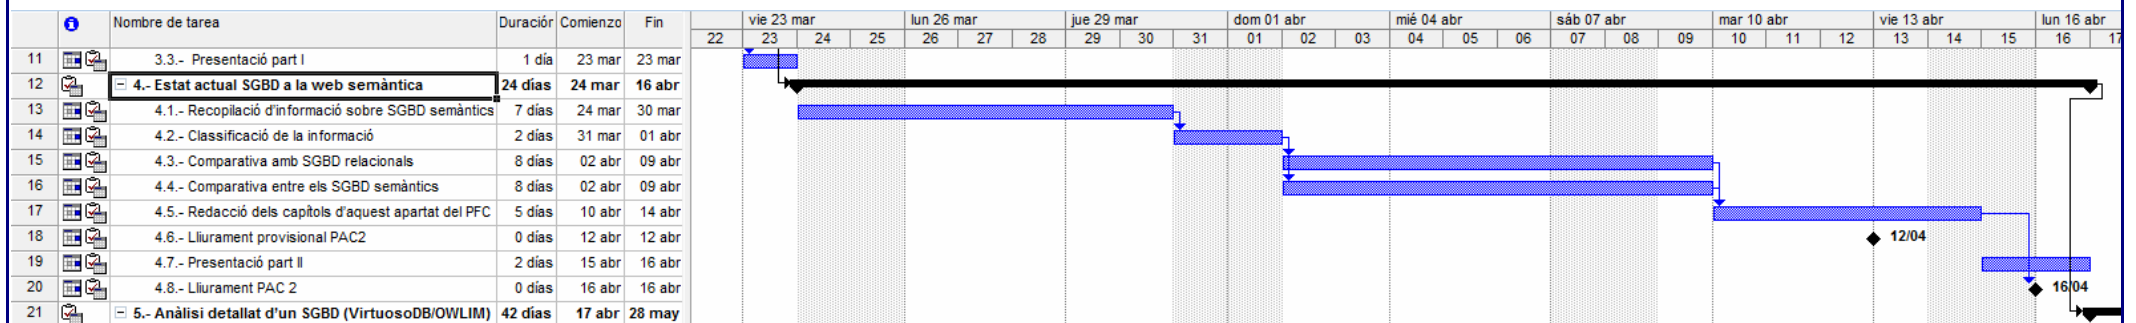 Nombre de tarea Duraciór Comienzo Fin vie 23 mar lun 26 mar jue 29 mar dom 01 abr mié 04 abr sáb 07 abr mar 10 abr vie 13 abr lun 16 abr
22 23 24 25 26 27 28 29 30 31 01 02 03 04 05 06 07 08 09 10 11 12 13 14 15 16 17
11 3.3.- Presentació part I 1 día 23 mar 23 mar
12 4.- Estat actual SGBD a la web semàntica 24 días 24 mar 16 abr
13 4.1.- Recopilació d'informació sobre SGBD semàntics 7 días 24 mar 30 mar
14 4.2.- Classificació de la informació 2 días 31 mar 01 abr
15 4.3.- Comparativa amb SGBD relacionals 8 días 02 abr 09 abr
16 4.4.- Comparativa entre els SGBD semàntics 8 días 02 abr 09 abr
17 4.5.- Redacció dels capítols d'aquest apartat del PFC 5 días 10 abr 14 abr
18 4.6.- Lliurament provisional PAC2 0 días 12 abr 12 abr 12/04
19 4.7.- Presentació part II 2 días 15 abr 16 abr
20 4.8.- Lliurament PAC 2 0 días 16 abr 16 abr 16/04
21 5.- Anàlisi detallat d'un SGBD (VirtuosoDB/OWLIM) 42 días 17 abr 28 may